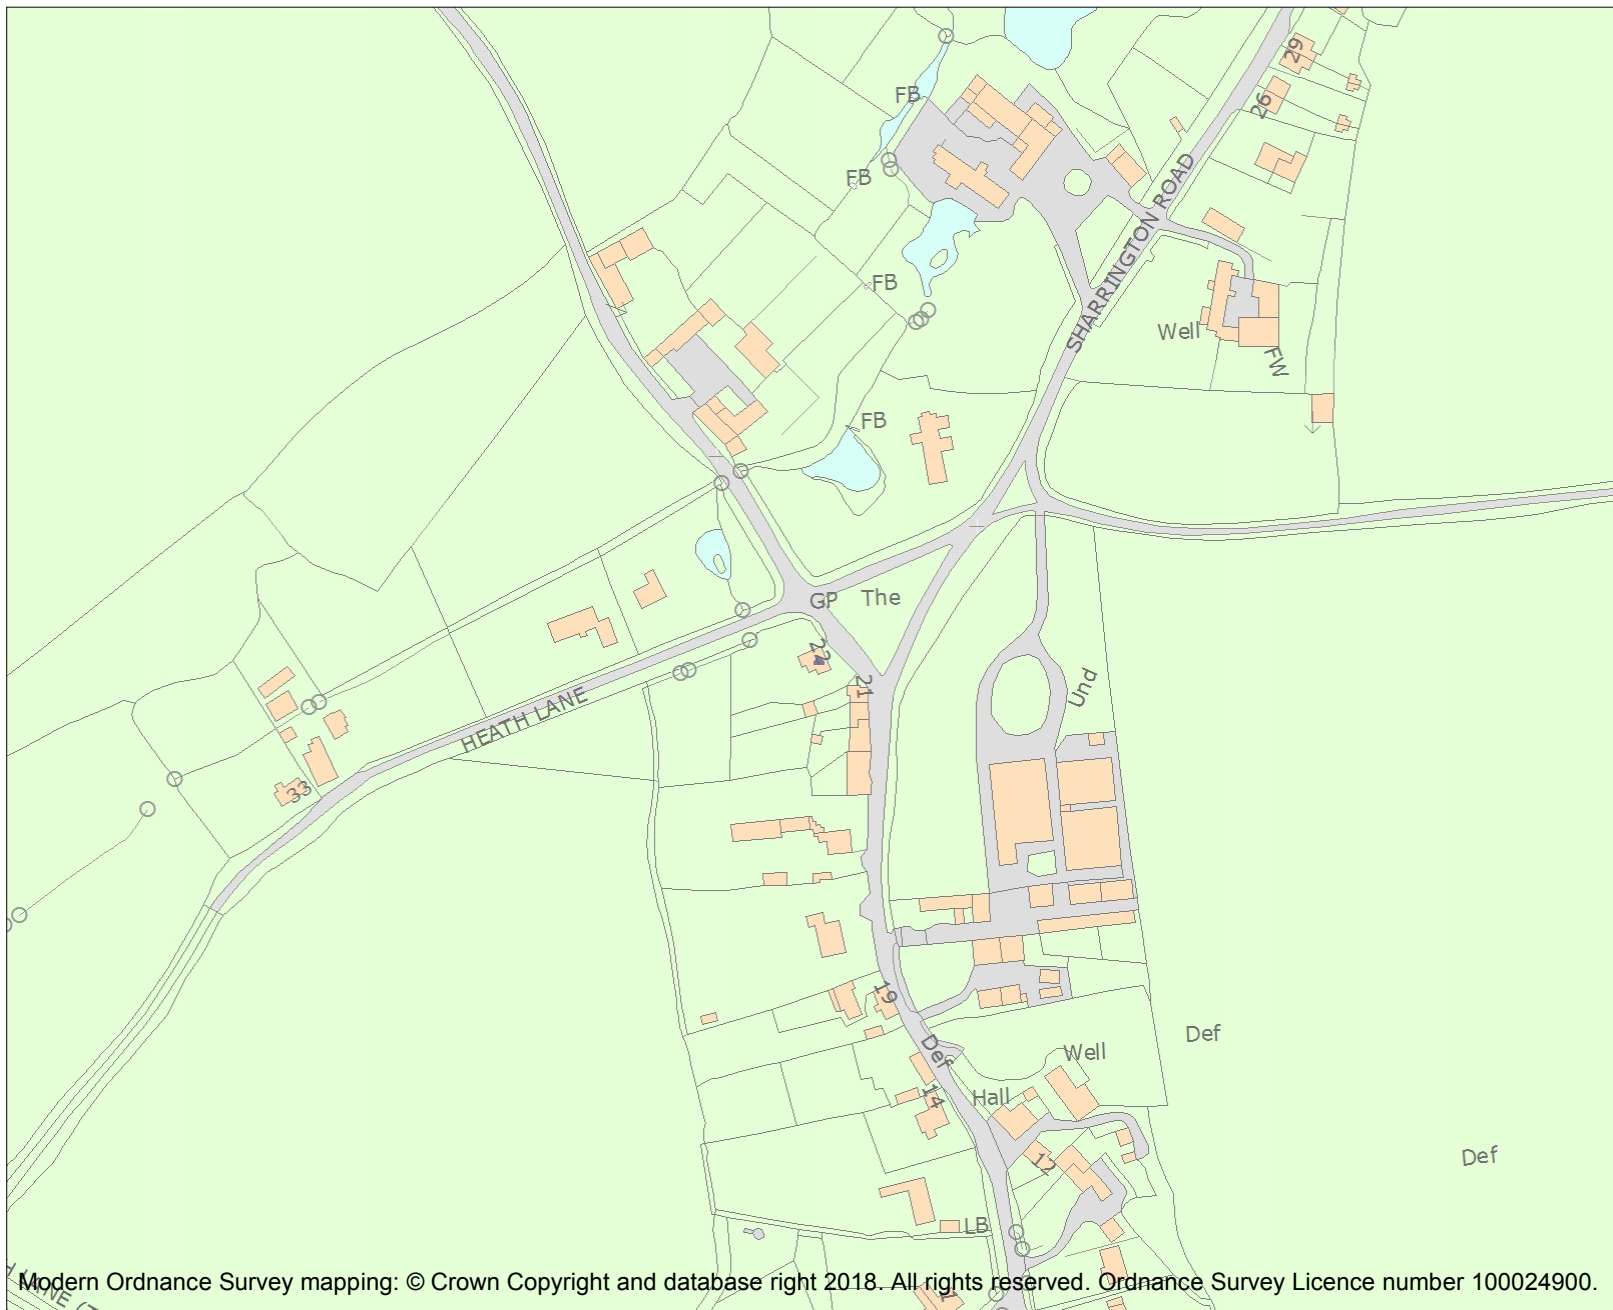 29
FB
26
FB
SHARRINGTON ROAD
FB
Well
FW
FB
GP The
22
21
Und
HEATH LANE
33
19
Def
Def
Well
14
Hall
12
Def
LB
Modern Ordnance Survey mapping: © Crown Copyright and database right 2018. All rights reserved. Ordnance Survey Licence number 100024900.